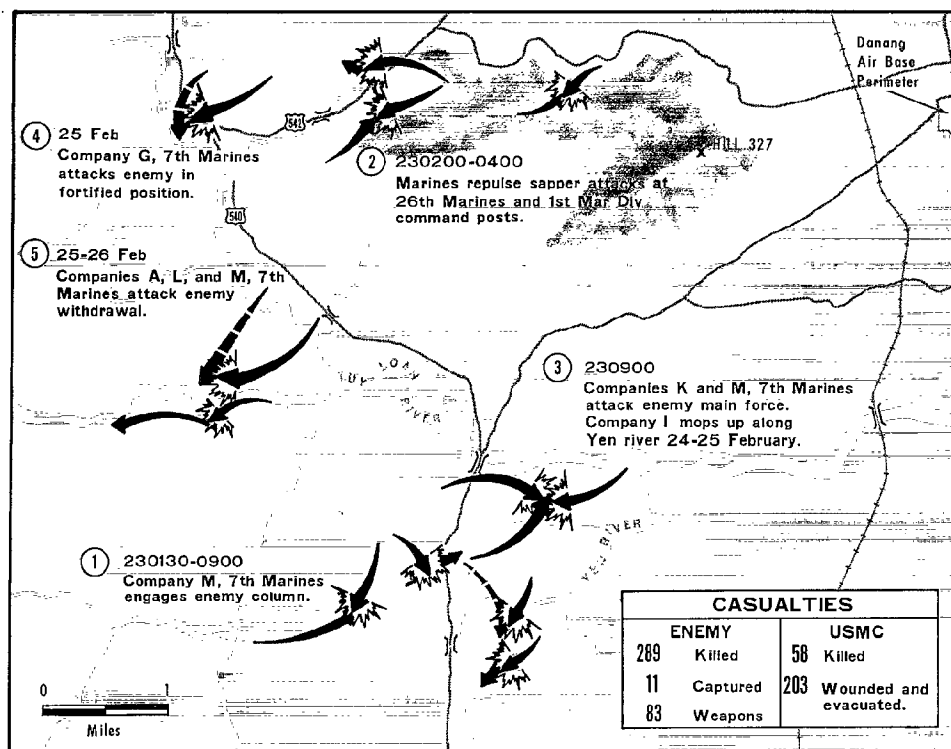 Danang
Air Base
Perimeter
541
HILL 327
4 25 Feb
Company G, 7th Marines
attacks enemy in
fortified position.
2 230200-0400
Marines repulse sapper attacks at
26th Marines and 1st Mar Div
command posts.
540
5 25-26 Feb
Companies A, L, and M, 7th
Marines attack enemy
withdrawal.
TUY LOAN
RIVER
3 230900
Companies K and M, 7th Marines
attack enemy main force.
Company I mops up along
Yen river 24-25 February.
YEN RIVER
1 230130-0900
Company M, 7th Marines
engages enemy column.
CASUALTIES
ENEMY USMC
289 Killed 58 Killed
11 Captured 203 Wounded and
evacuated.
83 Weapons
0 1
Miles